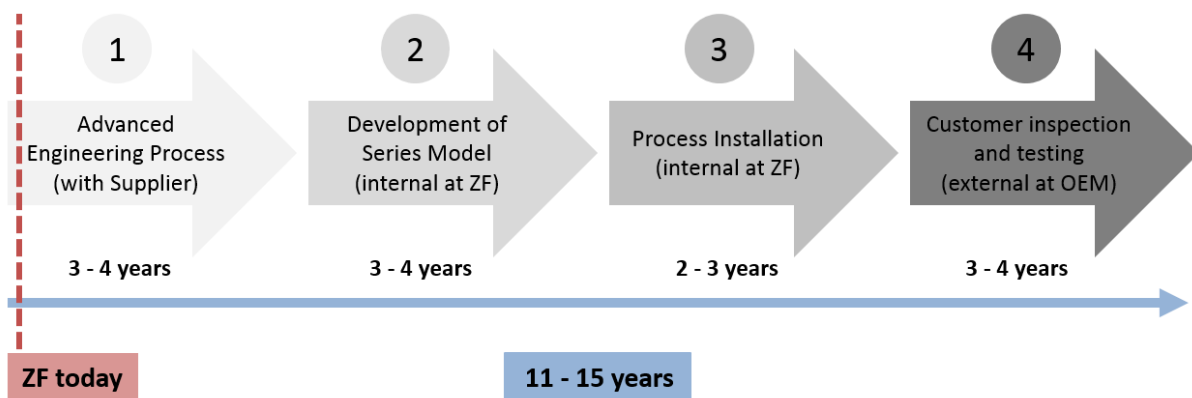 1
Advanced
Engineering Process
(with Supplier)
2
Development of
Series Model
(internal at ZF)
3
Process Installation
(internal at ZF)
4
Customer inspection
and testing
(external at OEM)
3 - 4 years
3 - 4 years
2 - 3 years
3 - 4 years
ZF today
11 - 15 years